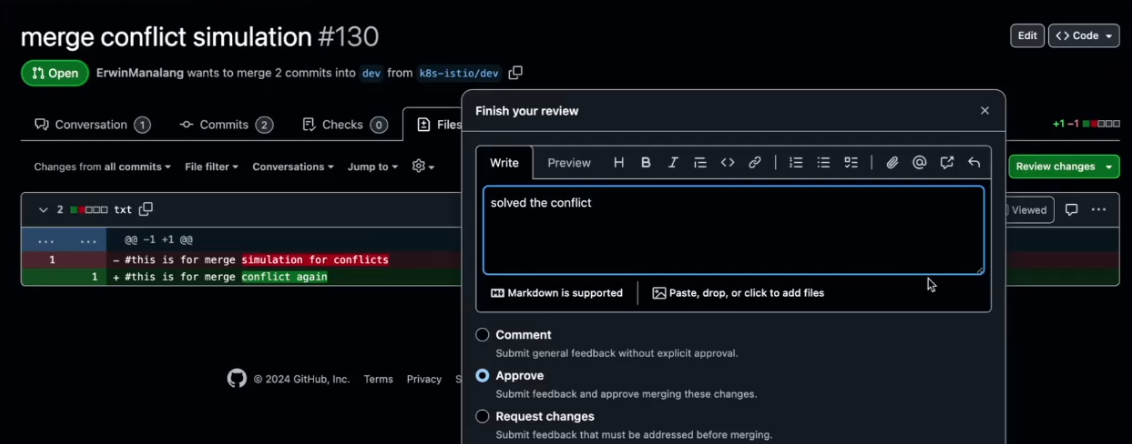 merge conflict simulation #130
Edit
<> Code
Open
ErwinManalang wants to merge 2 commits into dev from k8s-istio/dev
Finish your review
Conversation 1
Commits 2
Checks 0
Files
+1 −1
Write
Preview
H B I
Changes from all commits
File filter
Conversations
Jump to
Review changes
solved the conflict
2
txt
Viewed
... ... @@ -1 +1 @@
1 - #this is for merge simulation for conflicts
1 + #this is for merge conflict again
Markdown is supported
Paste, drop, or click to add files
Comment
Submit general feedback without explicit approval.
© 2024 GitHub, Inc.
Terms
Privacy
S
Approve
Submit feedback and approve merging these changes.
Request changes
Submit feedback that must be addressed before merging.